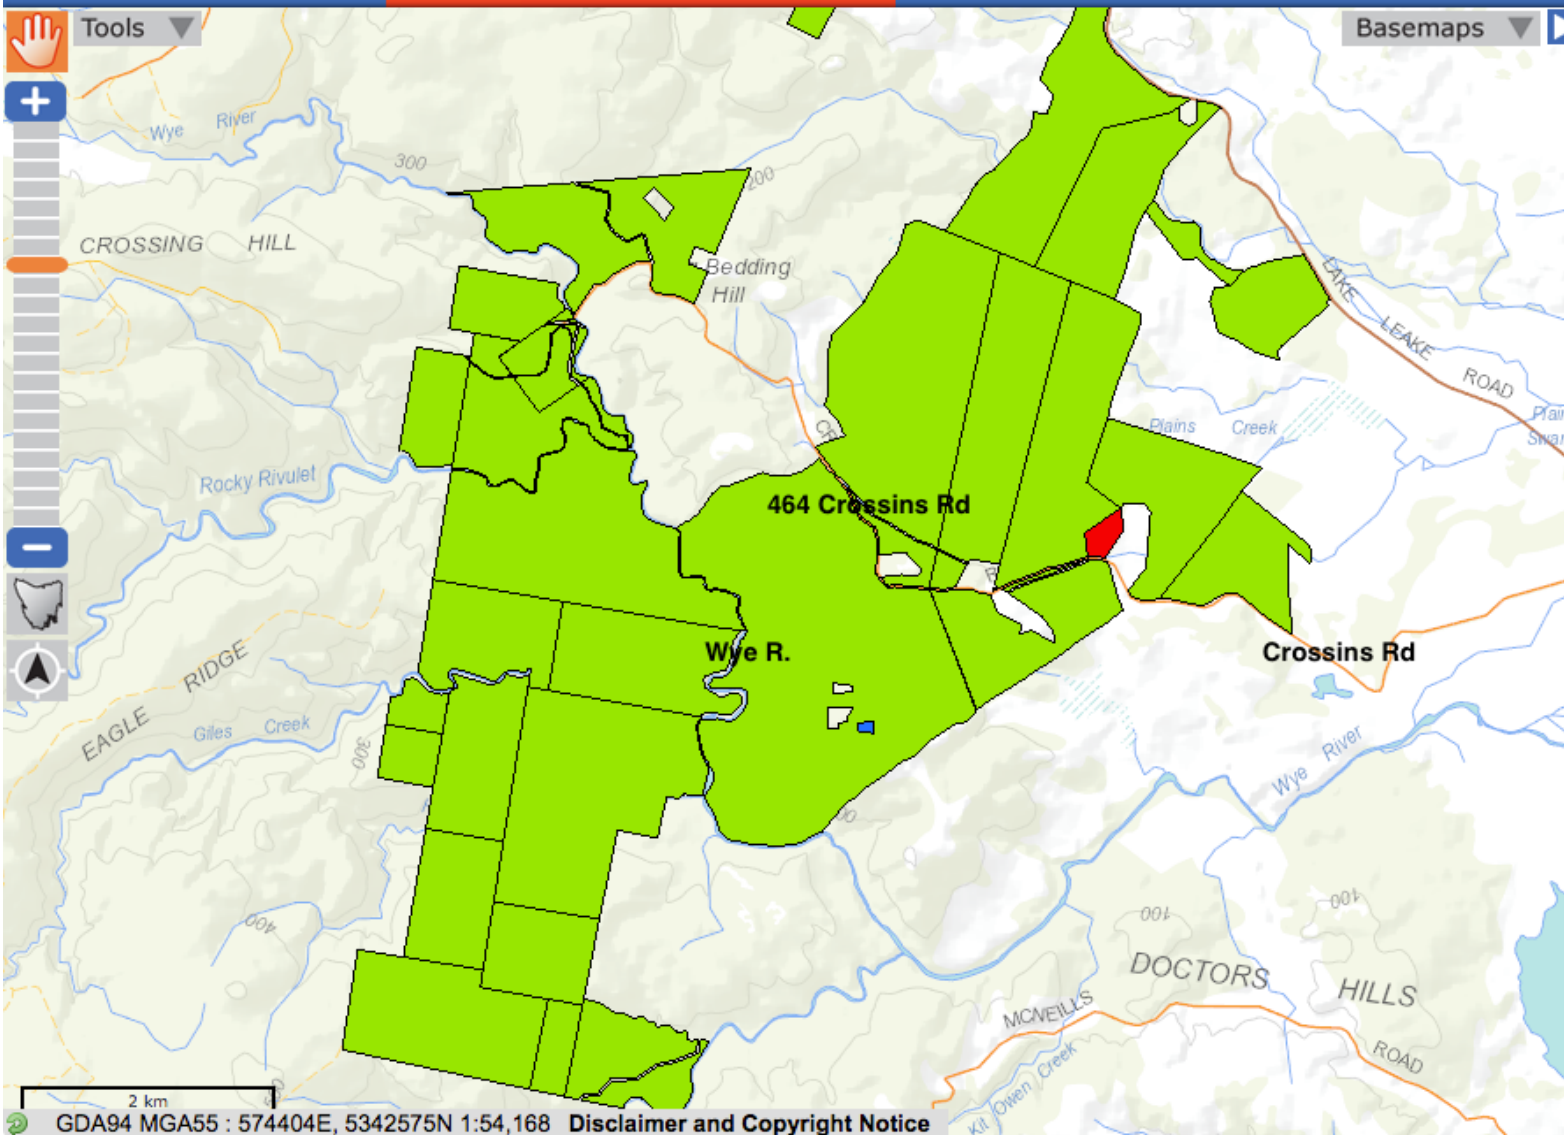 Tools
Basemaps
Wye River
300
200
CROSSING HILL
Bedding
Hill
LAKE LEAKE ROAD
Plains Creek
Rocky Rivulet
464 Crossins Rd
R
Wye R.
Crossins Rd
EAGLE RIDGE
Giles Creek
300
Wye River
400
100
100
DOCTORS HILLS
MCNEILLS ROAD
Kit Owen Creek
2 km
GDA94 MGA55 : 574404E, 5342575N 1:54,168 Disclaimer and Copyright Notice